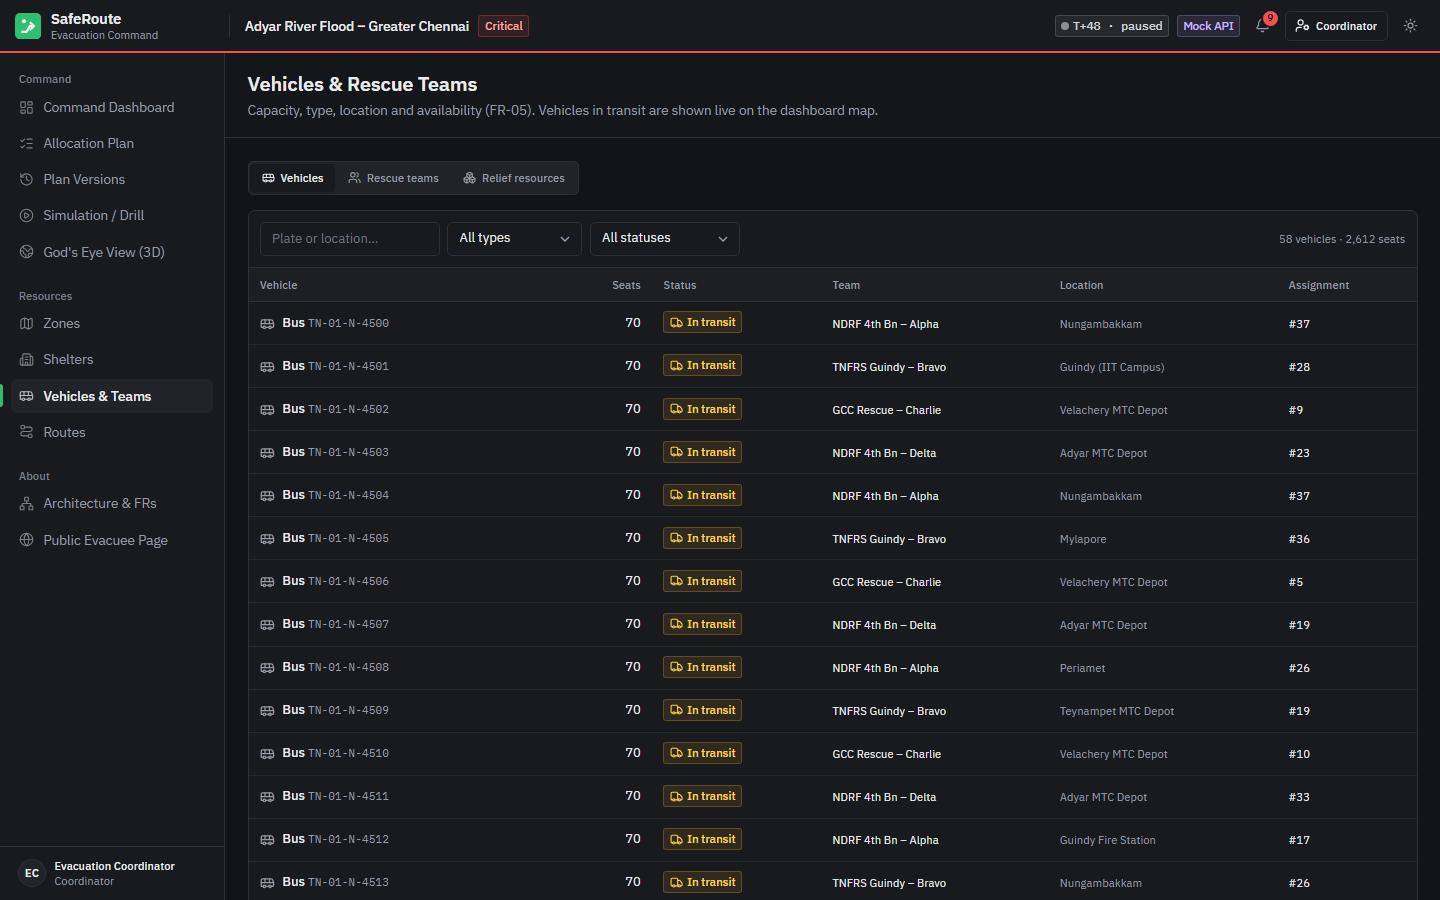 SafeRoute
Evacuation Command
Adyar River Flood – Greater Chennai Critical
T+48 · paused Mock API 9 Coordinator
Command
Command Dashboard
Allocation Plan
Plan Versions
Simulation / Drill
God's Eye View (3D)
Resources
Zones
Shelters
Vehicles & Teams
Routes
About
Architecture & FRs
Public Evacuee Page
EC Evacuation Coordinator
Coordinator
Vehicles & Rescue Teams
Capacity, type, location and availability (FR-05). Vehicles in transit are shown live on the dashboard map.
Vehicles Rescue teams Relief resources
Plate or location... All types All statuses 58 vehicles · 2,612 seats
Vehicle Seats Status Team Location Assignment
Bus TN-01-N-4500 70 In transit NDRF 4th Bn – Alpha Nungambakkam #37
Bus TN-01-N-4501 70 In transit TNFRS Guindy – Bravo Guindy (IIT Campus) #28
Bus TN-01-N-4502 70 In transit GCC Rescue – Charlie Velachery MTC Depot #9
Bus TN-01-N-4503 70 In transit NDRF 4th Bn – Delta Adyar MTC Depot #23
Bus TN-01-N-4504 70 In transit NDRF 4th Bn – Alpha Nungambakkam #37
Bus TN-01-N-4505 70 In transit TNFRS Guindy – Bravo Mylapore #36
Bus TN-01-N-4506 70 In transit GCC Rescue – Charlie Velachery MTC Depot #5
Bus TN-01-N-4507 70 In transit NDRF 4th Bn – Delta Adyar MTC Depot #19
Bus TN-01-N-4508 70 In transit NDRF 4th Bn – Alpha Periamet #26
Bus TN-01-N-4509 70 In transit TNFRS Guindy – Bravo Teynampet MTC Depot #19
Bus TN-01-N-4510 70 In transit GCC Rescue – Charlie Velachery MTC Depot #10
Bus TN-01-N-4511 70 In transit NDRF 4th Bn – Delta Adyar MTC Depot #33
Bus TN-01-N-4512 70 In transit NDRF 4th Bn – Alpha Guindy Fire Station #17
Bus TN-01-N-4513 70 In transit TNFRS Guindy – Bravo Nungambakkam #26